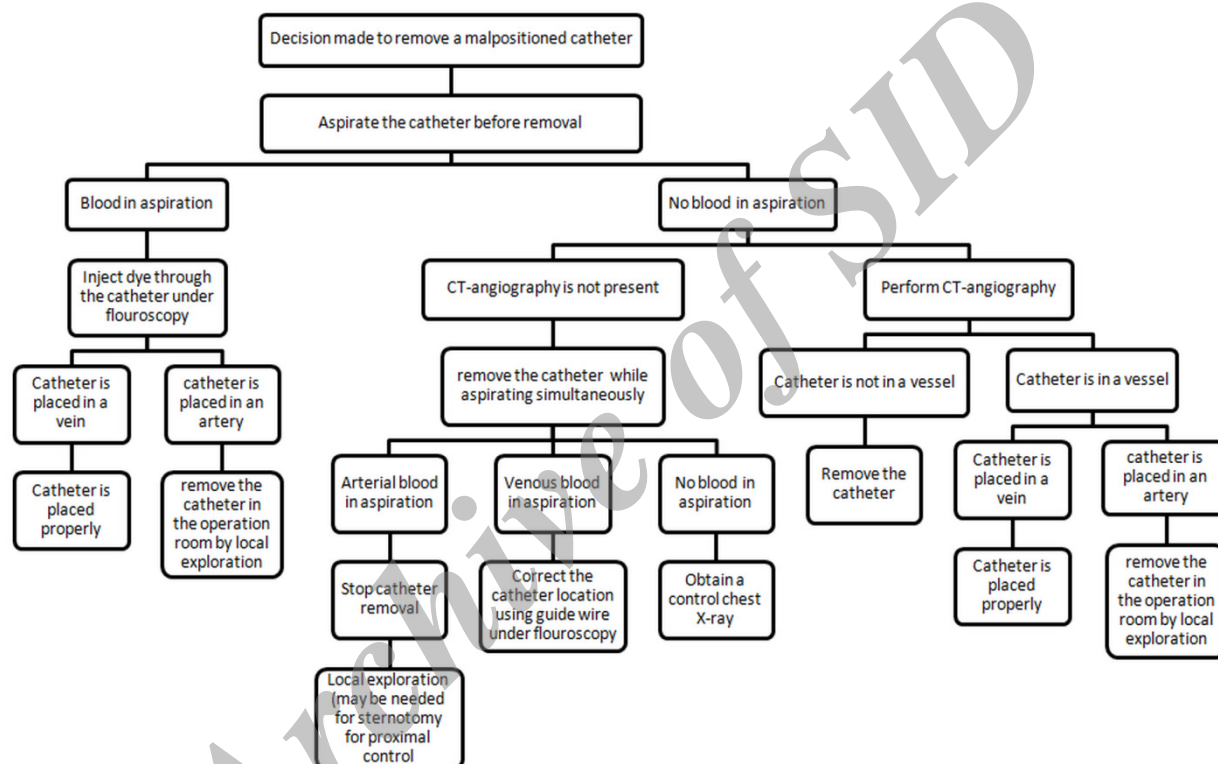 Decision made to remove a malpositioned catheter
Aspirate the catheter before removal
Blood in aspiration
No blood in aspiration
Inject dye through
the catheter under
flouroscopy
CT-angiography is not present
Perform CT-angiography
Catheter is
placed in a
vein
catheter is
placed in an
artery
remove the catheter while
aspirating simultaneously
Catheter is not in a vessel
Catheter is in a vessel
Catheter is
placed
properly
remove the
catheter in
the operation
room by local
exploration
Arterial blood
in aspiration
Venous blood
in aspiration
No blood in
aspiration
Remove the
catheter
Catheter is
placed in a
vein
catheter is
placed in an
artery
Stop catheter
removal
Correct the
catheter location
using guide wire
under flouroscopy
Obtain a
control chest
X-ray
Catheter is
placed
properly
remove the
catheter in
the operation
room by local
exploration
Local exploration
(may be needed
for sternotomy
for proximal
control
Archive of SID